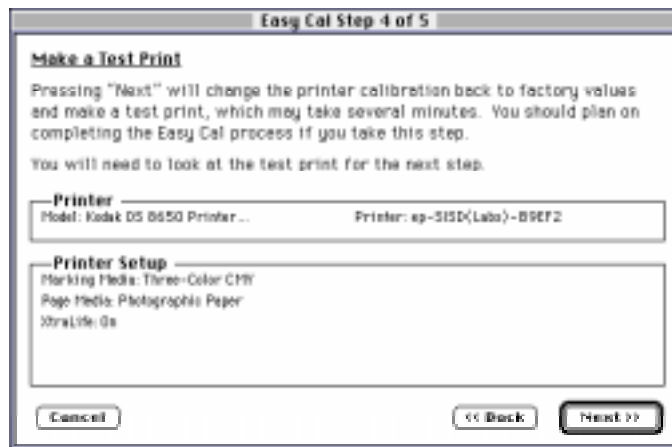 Easy Cal Step 4 of 5
Make a Test Print
Pressing "Next" will change the printer calibration back to factory values
and make a test print, which may take several minutes. You should plan on
completing the Easy Cal process if you take this step.
You will need to look at the test print for the next step.
Printer
Model: Kodak DS 8650 Printer... Printer: ep-SISD(Labs)-B9EF2
Printer Setup
Marking Media: Three-Color CMY
Page Media: Photographic Paper
XtraLife: On
Cancel << Back Next >>